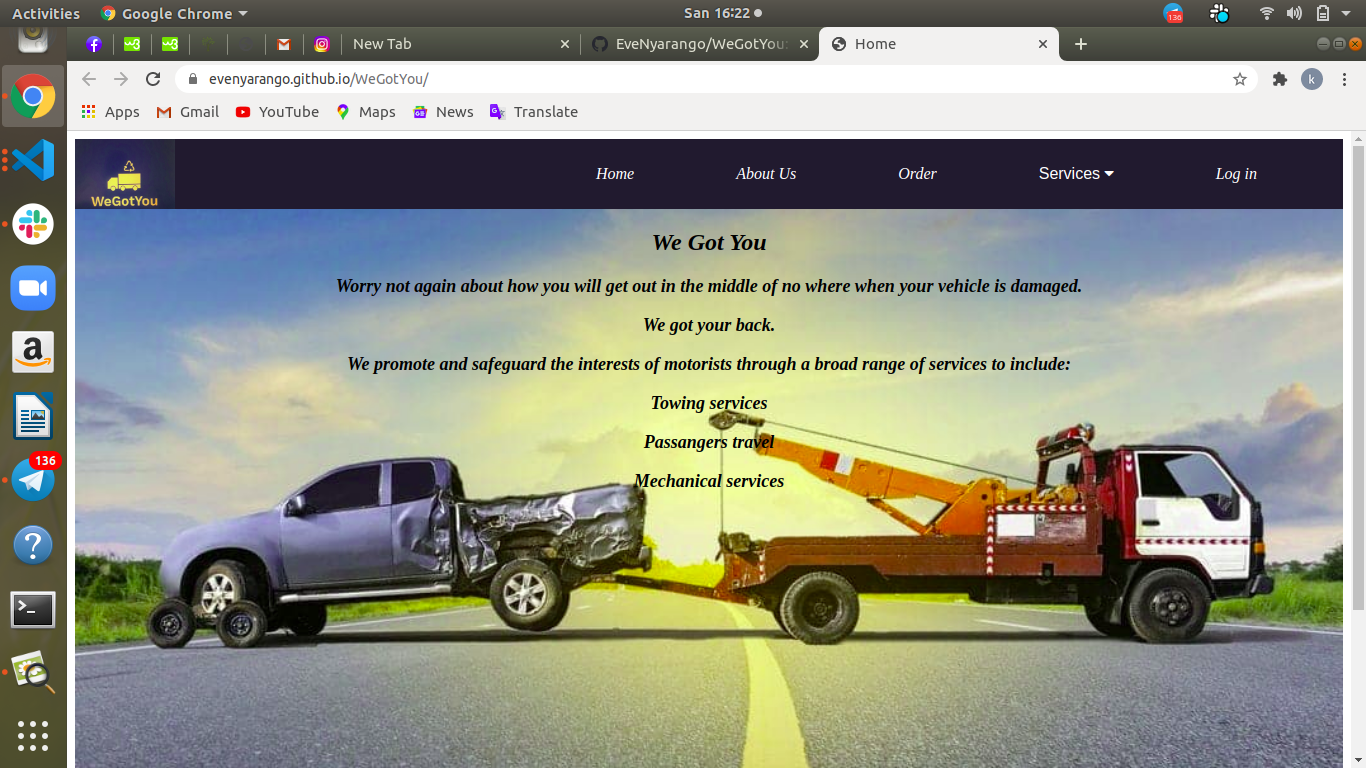 Activities Google Chrome San 16:22 136
New Tab EveNyarango/WeGotYou: Home
evenyarango.github.io/WeGotYou/ k
Apps Gmail YouTube Maps News Translate
WeGotYou Home About Us Order Services Log in
We Got You
Worry not again about how you will get out in the middle of no where when your vehicle is damaged.
We got your back.
We promote and safeguard the interests of motorists through a broad range of services to include:
Towing services
Passangers travel
Mechanical services
136